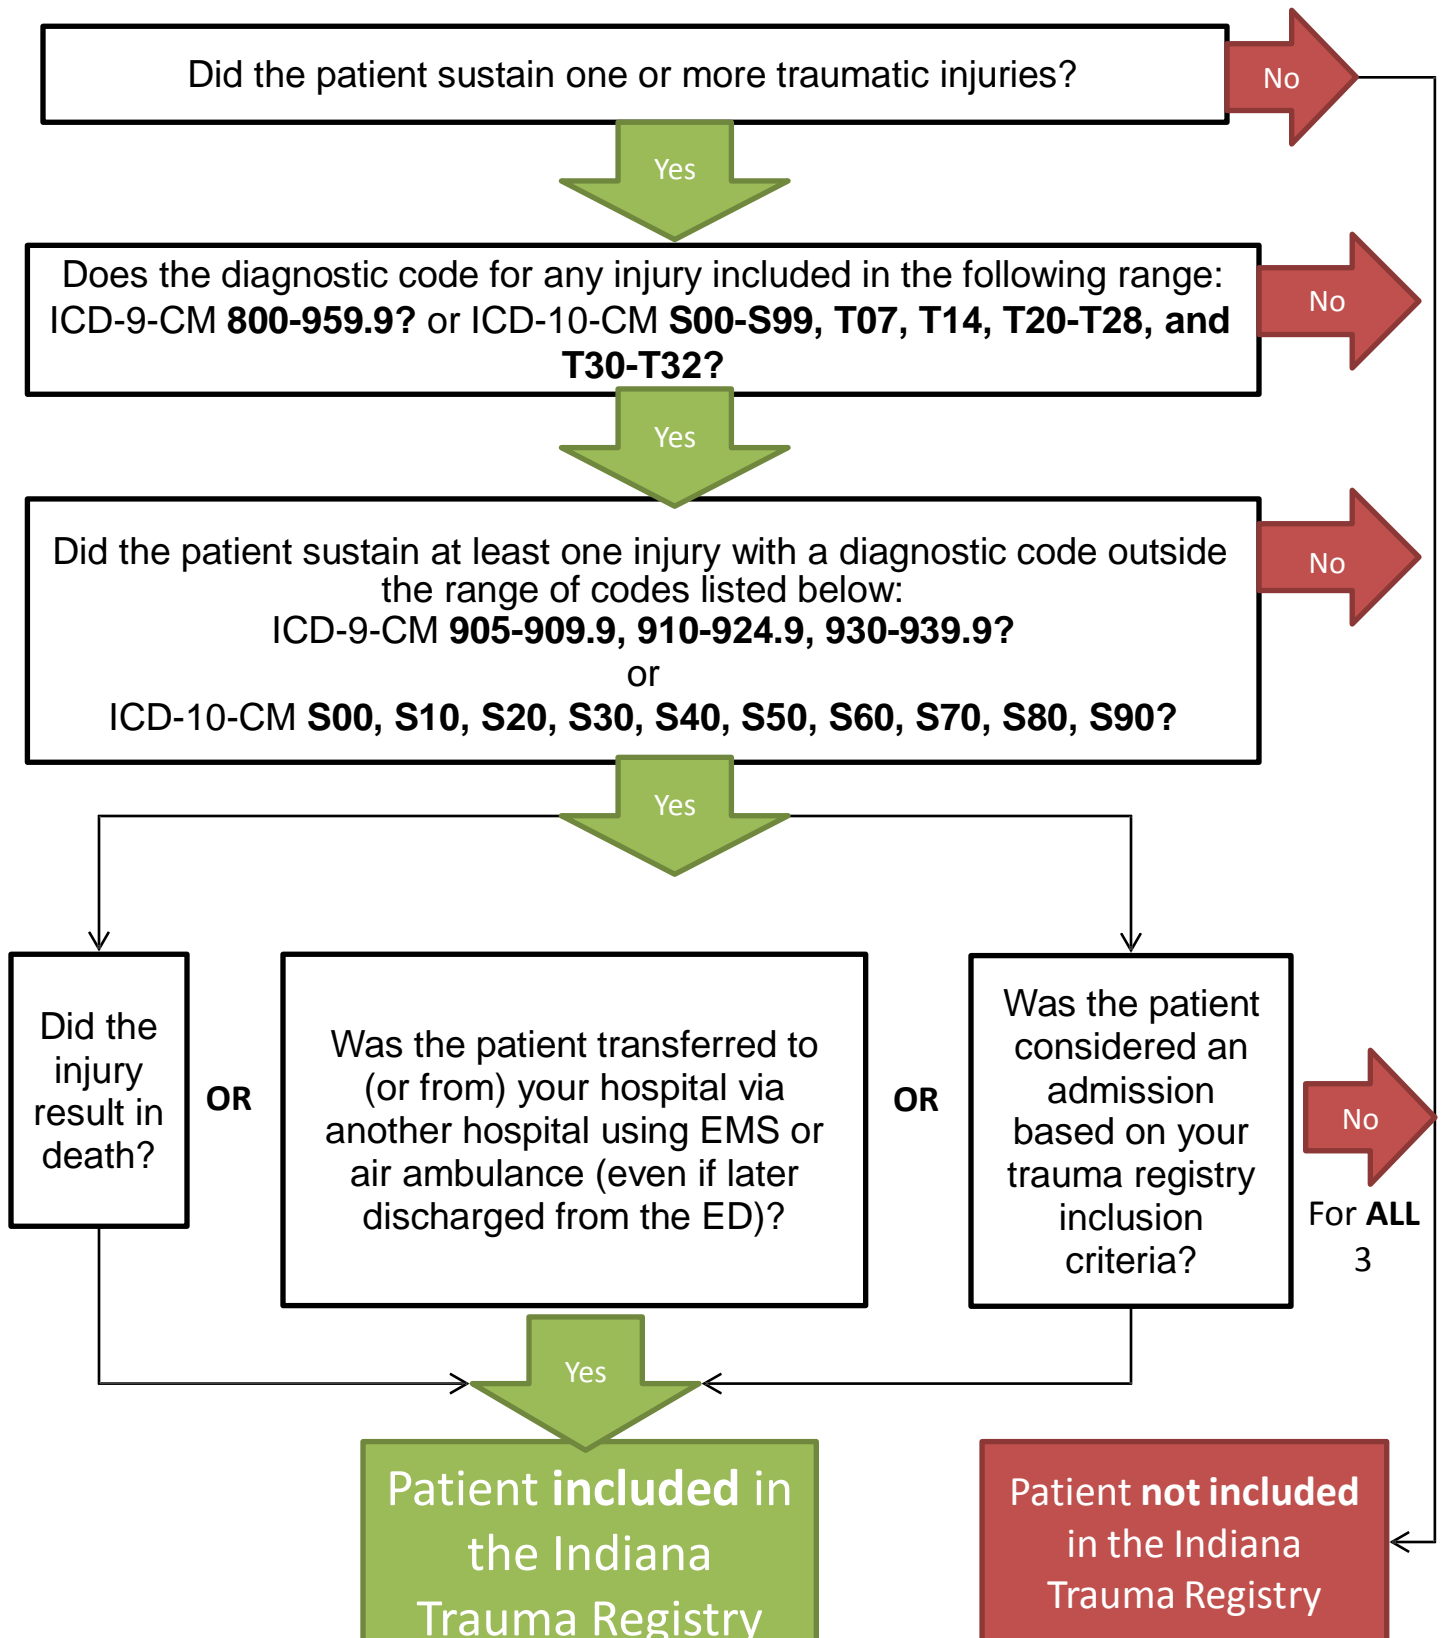 Did the patient sustain one or more traumatic injuries?
No
Yes
Does the diagnostic code for any injury included in the following range:
ICD-9-CM 800-959.9? or ICD-10-CM S00-S99, T07, T14, T20-T28, and
T30-T32?
No
Yes
Did the patient sustain at least one injury with a diagnostic code outside
the range of codes listed below:
ICD-9-CM 905-909.9, 910-924.9, 930-939.9?
or
ICD-10-CM S00, S10, S20, S30, S40, S50, S60, S70, S80, S90?
No
Yes
Did the
injury
result in
death?
OR
Was the patient transferred to
(or from) your hospital via
another hospital using EMS or
air ambulance (even if later
discharged from the ED)?
OR
Was the patient
considered an
admission
based on your
trauma registry
inclusion
criteria?
No
For ALL
3
Yes
Patient included in
the Indiana
Trauma Registry
Patient not included
in the Indiana
Trauma Registry